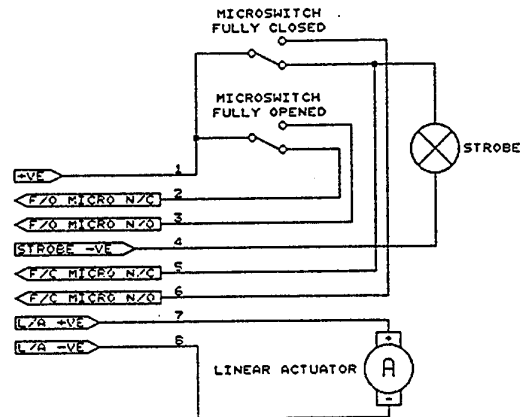 MICROSWITCH
FULLY CLOSED
MICROSWITCH
FULLY OPENED
STROBE
+VE 1
F/O MICRO N/C 2
F/O MICRO N/O 3
STROBE -VE 4
F/C MICRO N/C 5
F/C MICRO N/O 6
L/A +VE 7
L/A -VE 8
LINEAR ACTUATOR
+
A
-